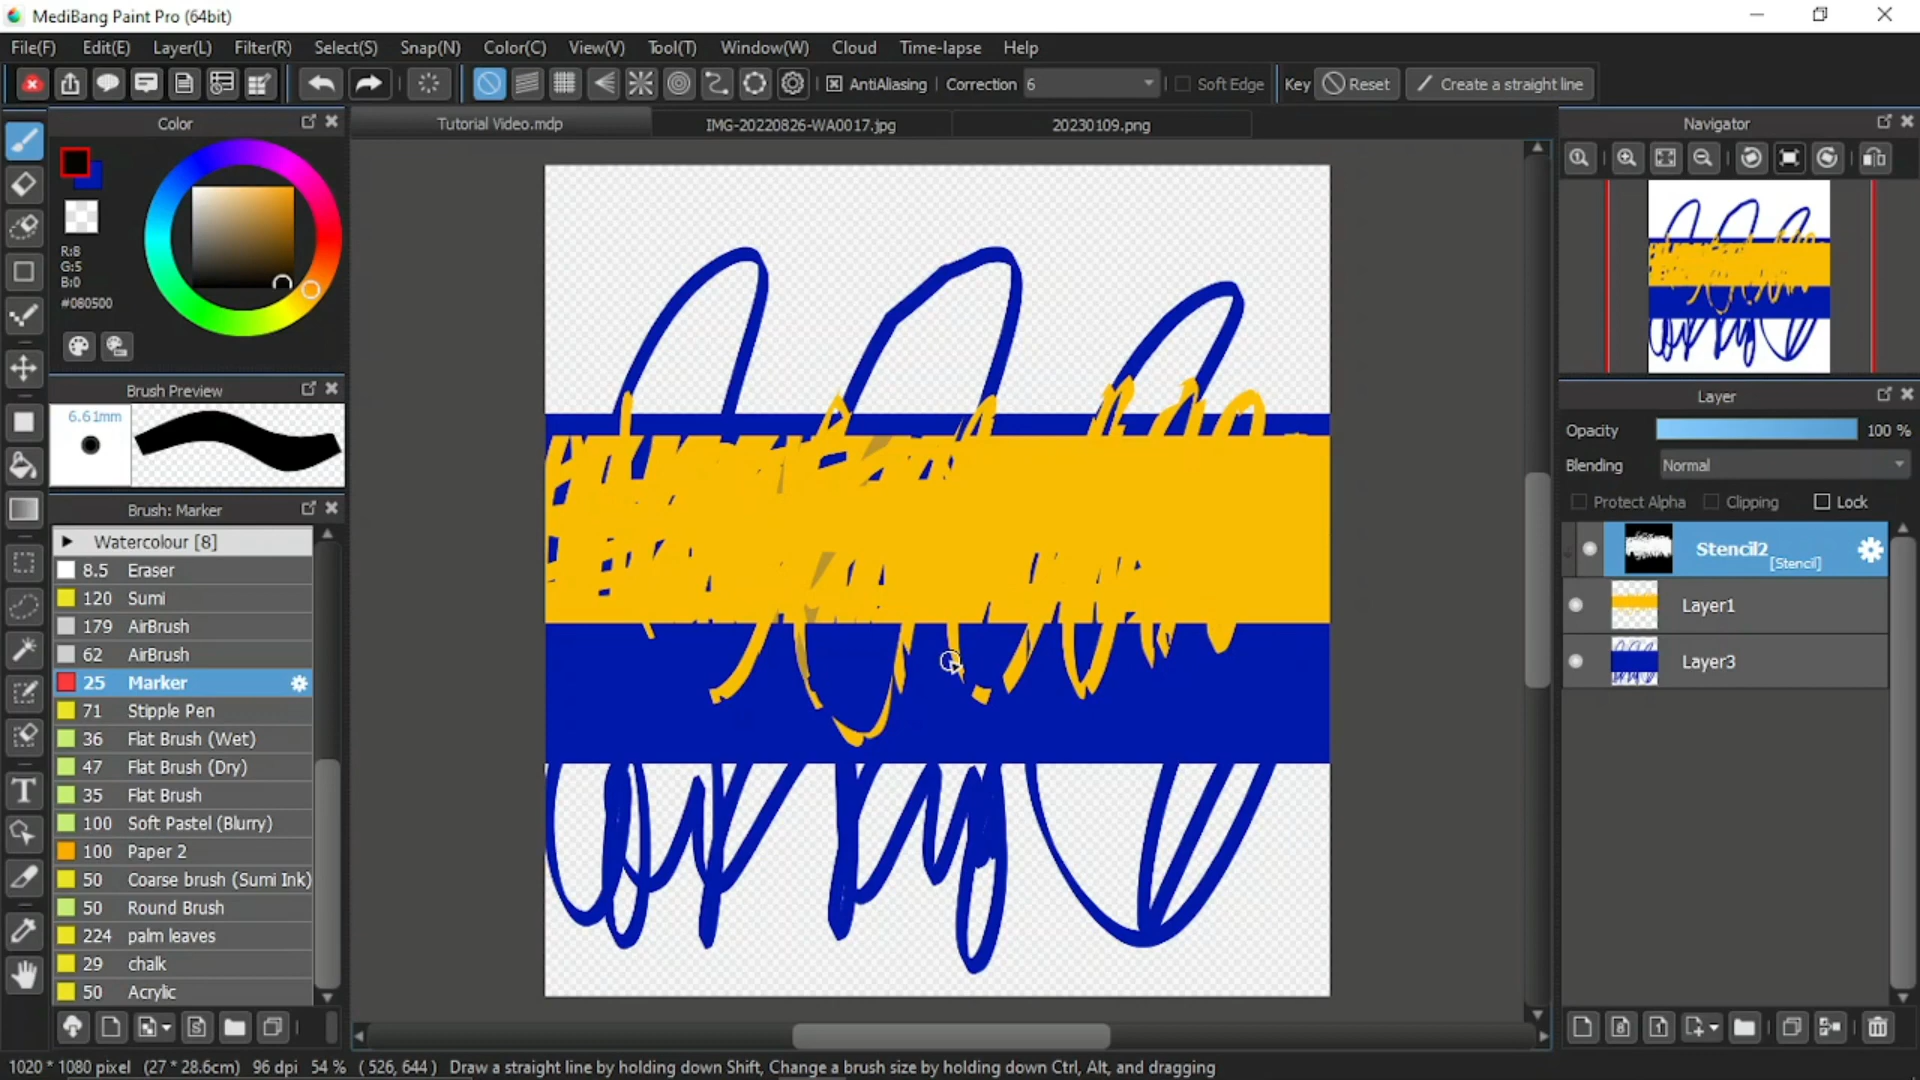 MediBang Paint Pro (64bit)
File(F) Edit(E) Layer(L) Filter(R) Select(S) Snap(N) Color(C) View(V) Tool(T) Window(W) Cloud Time-lapse Help
AntiAliasing Correction 6 Soft Edge Key Reset Create a straight line
Color
Tutorial Video.mdp IMG-20220826-WA0017.jpg 20230109.png
Navigator
R:8
G:5
B:0
#080500
Brush Preview
6.61mm
Layer
Opacity 100 %
Blending Normal
Protect Alpha Clipping Lock
Stencil2
[Stencil]
Layer1
Layer3
Brush: Marker
Watercolour [8]
8.5 Eraser
120 Sumi
179 AirBrush
62 AirBrush
25 Marker
71 Stipple Pen
36 Flat Brush (Wet)
47 Flat Brush (Dry)
35 Flat Brush
100 Soft Pastel (Blurry)
100 Paper 2
50 Coarse brush (Sumi Ink)
50 Round Brush
224 palm leaves
29 chalk
50 Acrylic
1020 * 1080 pixel (27 * 28.6cm) 96 dpi 54 % ( 526, 644 ) Draw a straight line by holding down Shift, Change a brush size by holding down Ctrl, Alt, and dragging